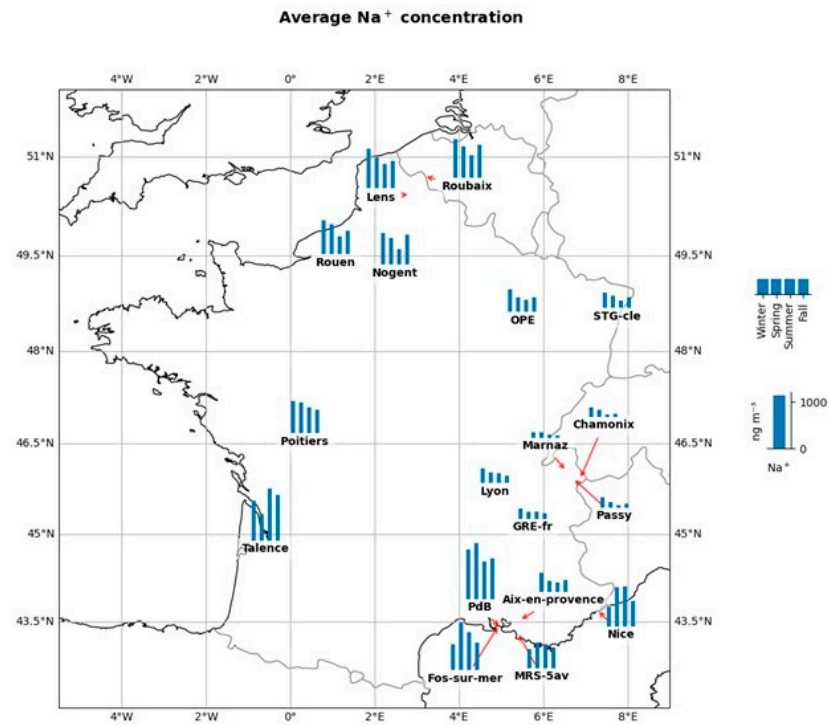 Average Na⁺ concentration
4°W 2°W 0° 2°E 4°E 6°E 8°E
51°N 51°N
Roubaix
Lens
Rouen
49.5°N 49.5°N
Nogent
OPE
STG-cle
Winter
Spring
Summer
Fall
48°N 48°N
1000
ng m⁻³
0
Na⁺
Chamonix
Poitiers
Marnaz
46.5°N 46.5°N
Lyon
Passy
GRE-fr
45°N 45°N
Talence
Aix-en-provence
PdB
43.5°N 43.5°N
Nice
Fos-sur-mer
MRS-5av
4°W 2°W 0° 2°E 4°E 6°E 8°E